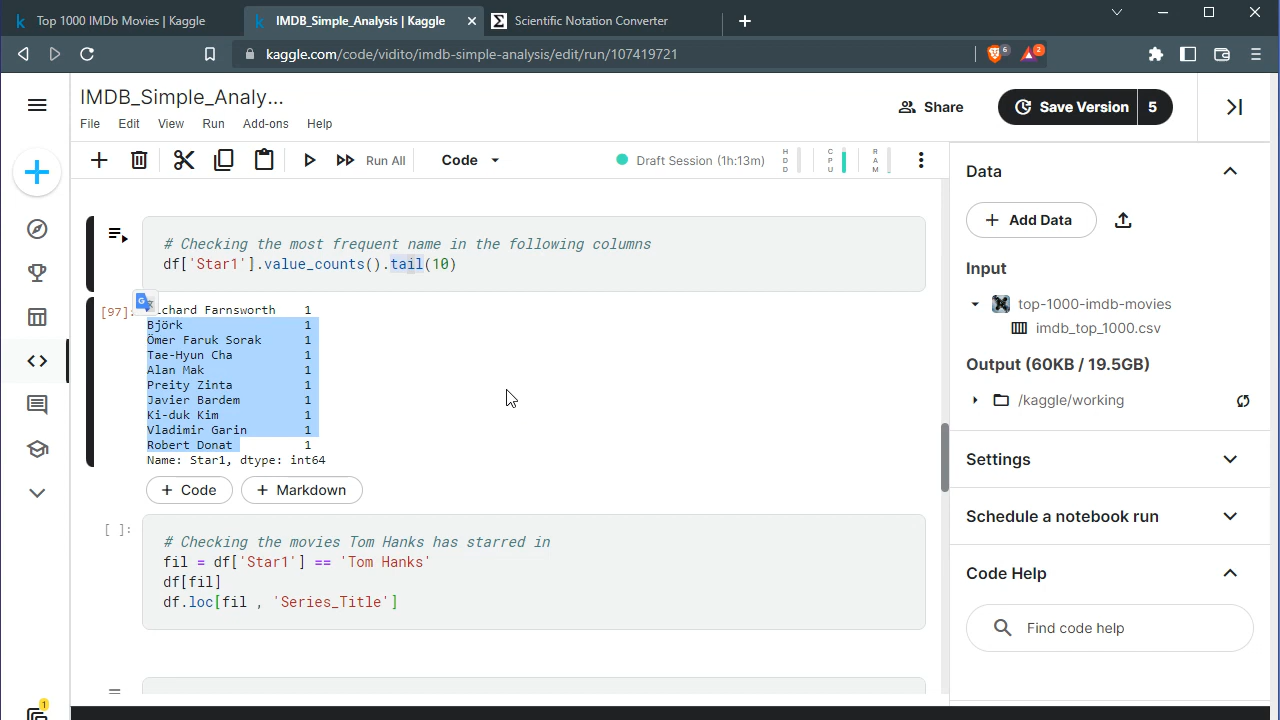 Top 1000 IMDb Movies | Kaggle
IMDB_Simple_Analysis | Kaggle
Scientific Notation Converter
kaggle.com/code/vidito/imdb-simple-analysis/edit/run/107419721
6
2
IMDB_Simple_Analy...
File Edit View Run Add-ons Help
Share
Save Version 5
Run All
Code
Draft Session (1h:13m)
HDD
CPU
RAM
# Checking the most frequent name in the following columns
df['Star1'].value_counts().tail(10)
[97]:
chard Farnsworth 1
Björk 1
Ömer Faruk Sorak 1
Tae-Hyun Cha 1
Alan Mak 1
Preity Zinta 1
Javier Bardem 1
Ki-duk Kim 1
Vladimir Garin 1
Robert Donat 1
Name: Star1, dtype: int64
+ Code
+ Markdown
[ ]:
# Checking the movies Tom Hanks has starred in
fil = df['Star1'] == 'Tom Hanks'
df[fil]
df.loc[fil , 'Series_Title']
1
Data
Add Data
Input
top-1000-imdb-movies
imdb_top_1000.csv
Output (60KB / 19.5GB)
/kaggle/working
Settings
Schedule a notebook run
Code Help
Find code help